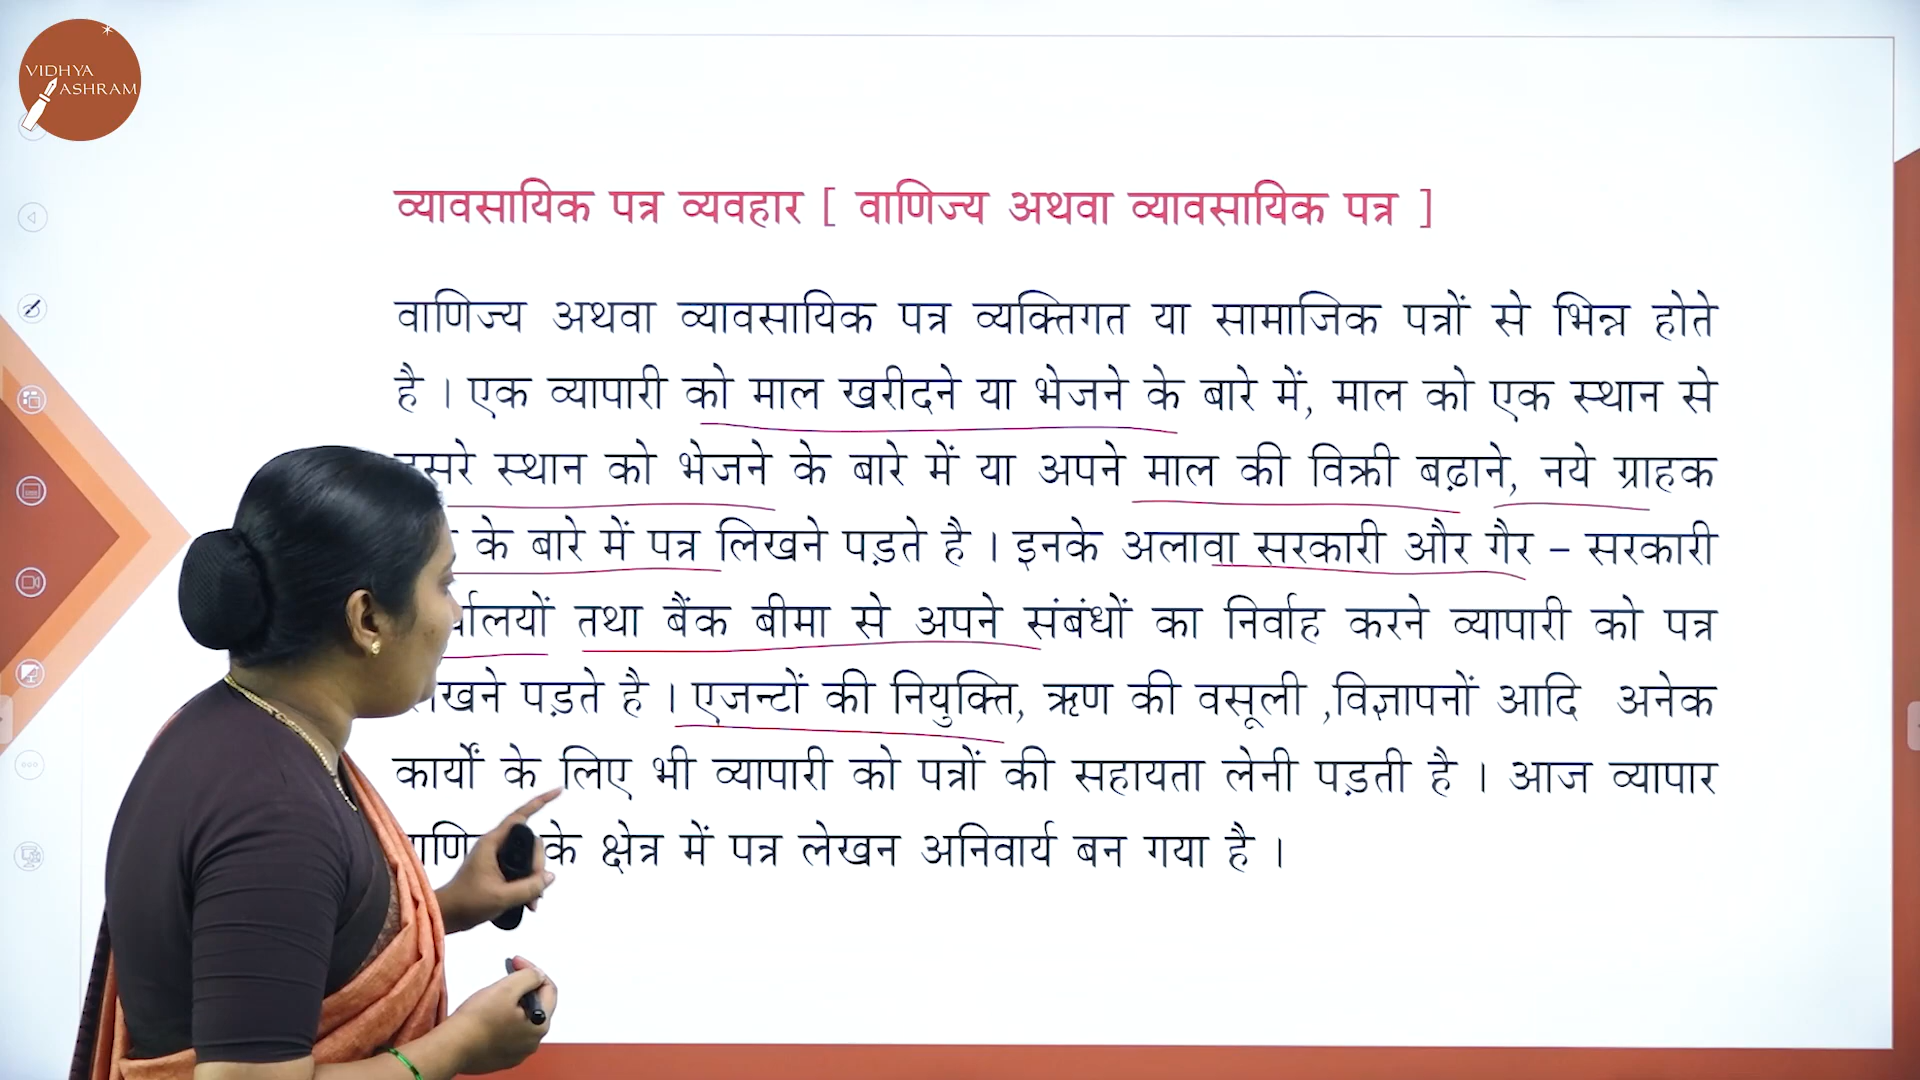 VIDHYA
ASHRAM
व्यावसायिक पत्र व्यवहार [ वाणिज्य अथवा व्यावसायिक पत्र ]
वाणिज्य अथवा व्यावसायिक पत्र व्यक्तिगत या सामाजिक पत्रों से भिन्न होते
है । एक व्यापारी को माल खरीदने या भेजने के बारे में, माल को एक स्थान से
स्थान को भेजने के बारे में या अपने माल की विक्री बढ़ाने, नये ग्राहक
के बारे में पत्र लिखने पड़ते है । इनके अलावा सरकारी और गैर – सरकारी
तथा बैंक बीमा से अपने संबंधों का निर्वाह करने व्यापारी को पत्र
पड़ते है । एजन्टों की नियुक्ति, ऋण की वसूली ,विज्ञापनों आदि अनेक
कार्यों के लिए भी व्यापारी को पत्रों की सहायता लेनी पड़ती है । आज व्यापार
के क्षेत्र में पत्र लेखन अनिवार्य बन गया है ।